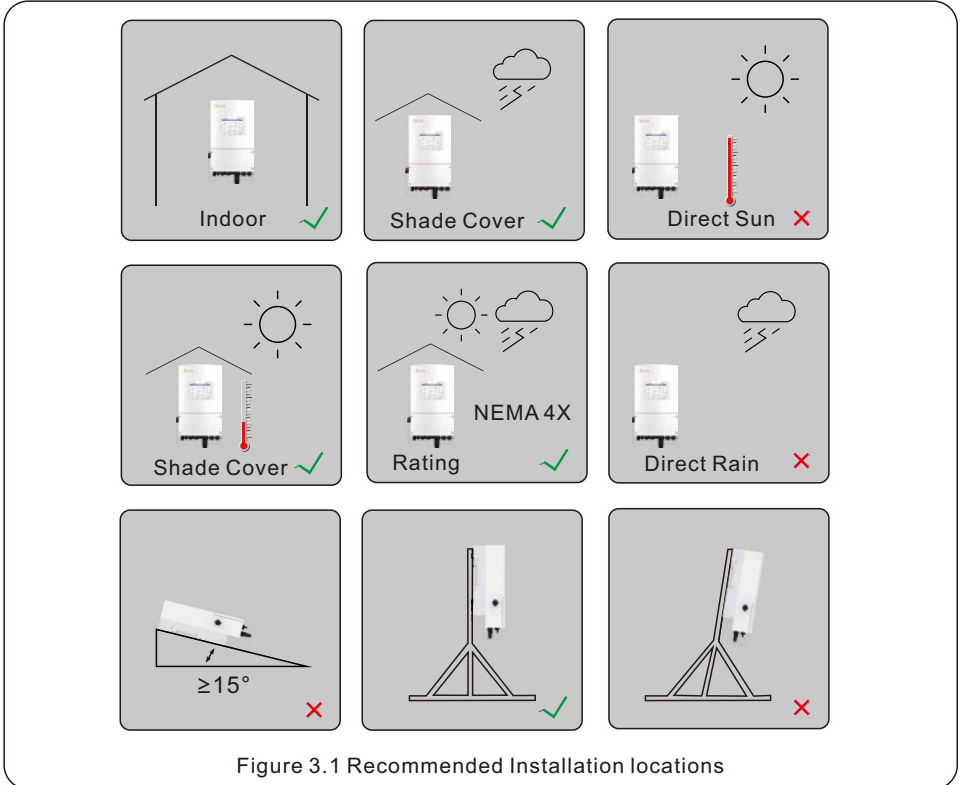 Indoor
Shade Cover
Direct Sun
Shade Cover
NEMA 4X
Rating
Direct Rain
≥15°
Figure 3.1 Recommended Installation locations